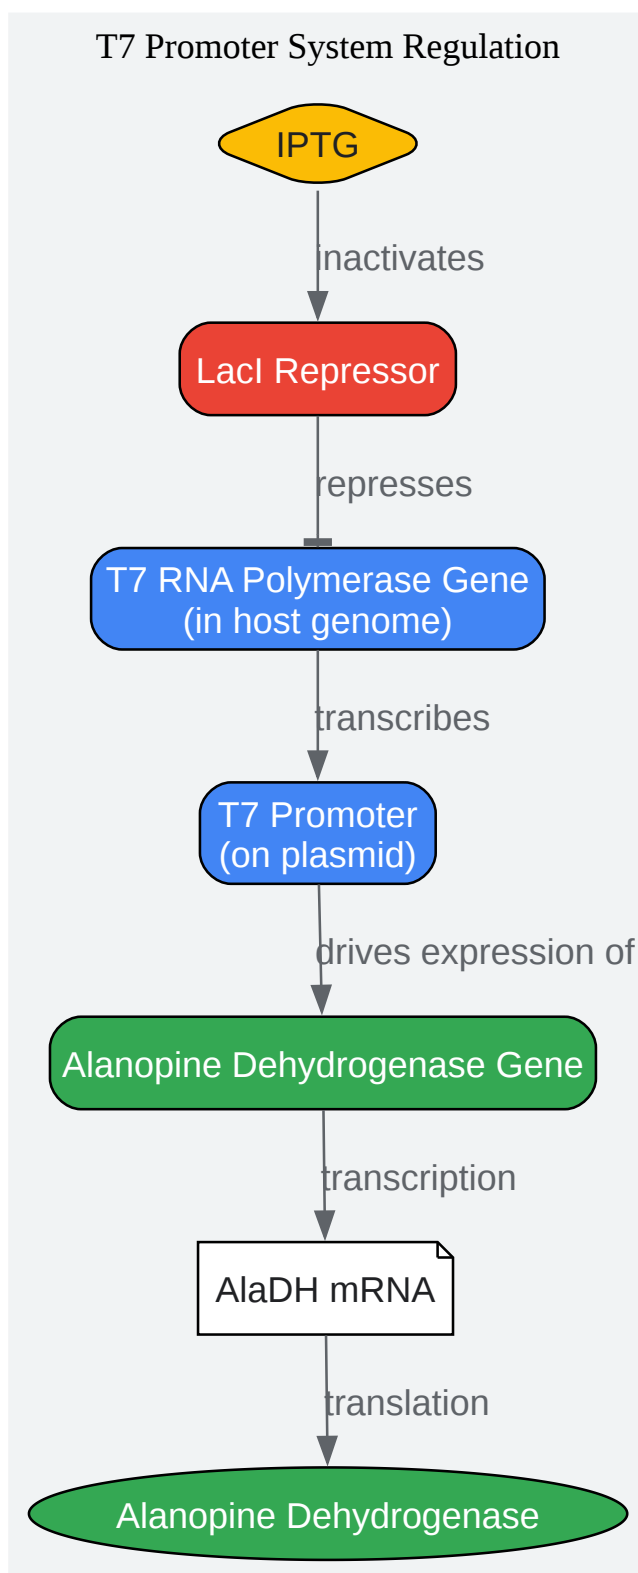 T7 Promoter System Regulation
IPTG
inactivates
LacI Repressor
represses
T7 RNA Polymerase Gene
(in host genome)
transcribes
T7 Promoter
(on plasmid)
drives expression of
Alanopine Dehydrogenase Gene
transcription
AlaDH mRNA
translation
Alanopine Dehydrogenase